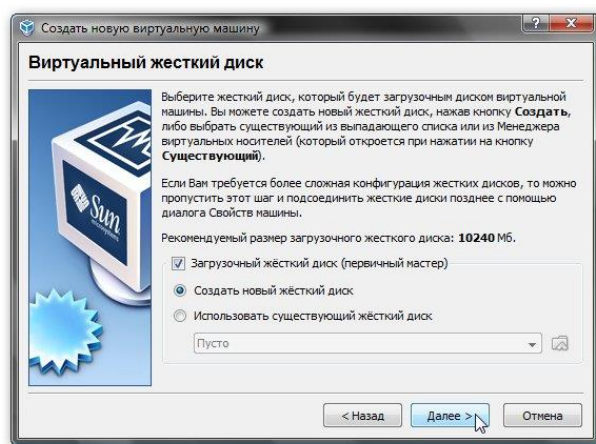 Создать новую виртуальную машину
Виртуальный жесткий диск
Выберите жесткий диск, который будет загрузочным диском виртуальной
машины. Вы можете создать новый жесткий диск, нажав кнопку Создать,
либо выбрать существующий из выпадающего списка или из Менеджера
виртуальных носителей (который откроется при нажатии на кнопку
Существующий).
Если Вам требуется более сложная конфигурация жестких дисков, то можно
пропустить этот шаг и подсоединить жесткие диски позднее с помощью
диалога Свойств машины.
Рекомендуемый размер загрузочного жесткого диска: 10240 Мб.
Загрузочный жёсткий диск (первичный мастер)
Создать новый жёсткий диск
Использовать существующий жёсткий диск
Пусто
Sun
microsystems
< Назад
Далее >
Отмена